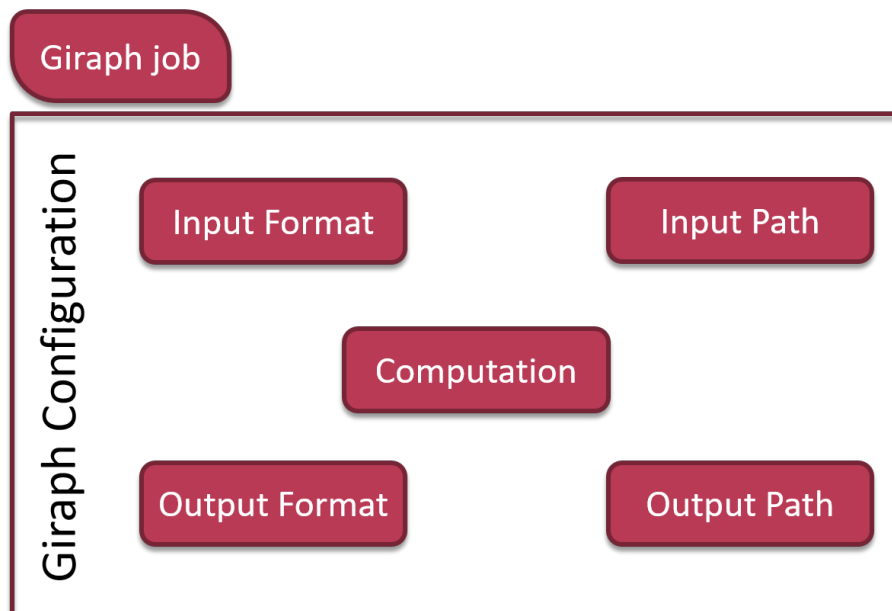 Giraph job
Giraph Configuration
Input Format
Input Path
Computation
Output Format
Output Path